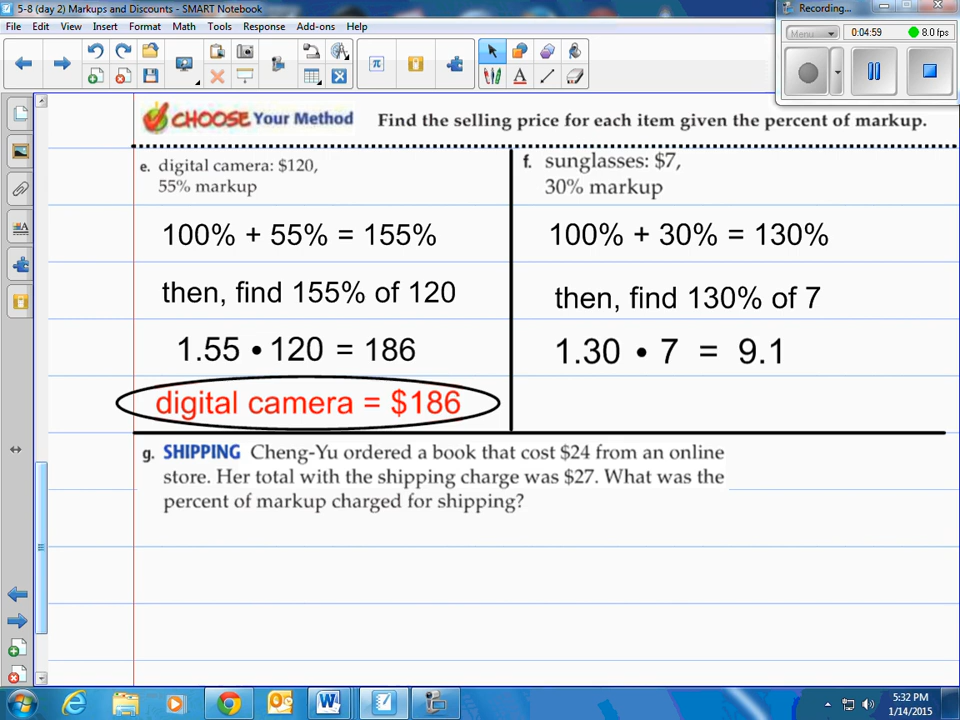 5-8 (day 2) Markups and Discounts - SMART Notebook
Recording...
File Edit View Insert Format Math Tools Response Add-ons Help
Menu 0:04:59 8.0 fps
CHOOSE Your Method Find the selling price for each item given the percent of markup.
e. digital camera: $120,
55% markup
100% + 55% = 155%
then, find 155% of 120
1.55 • 120 = 186
digital camera = $186
f. sunglasses: $7,
30% markup
100% + 30% = 130%
then, find 130% of 7
1.30 • 7 = 9.1
g. SHIPPING Cheng-Yu ordered a book that cost $24 from an online
store. Her total with the shipping charge was $27. What was the
percent of markup charged for shipping?
5:32 PM
1/14/2015